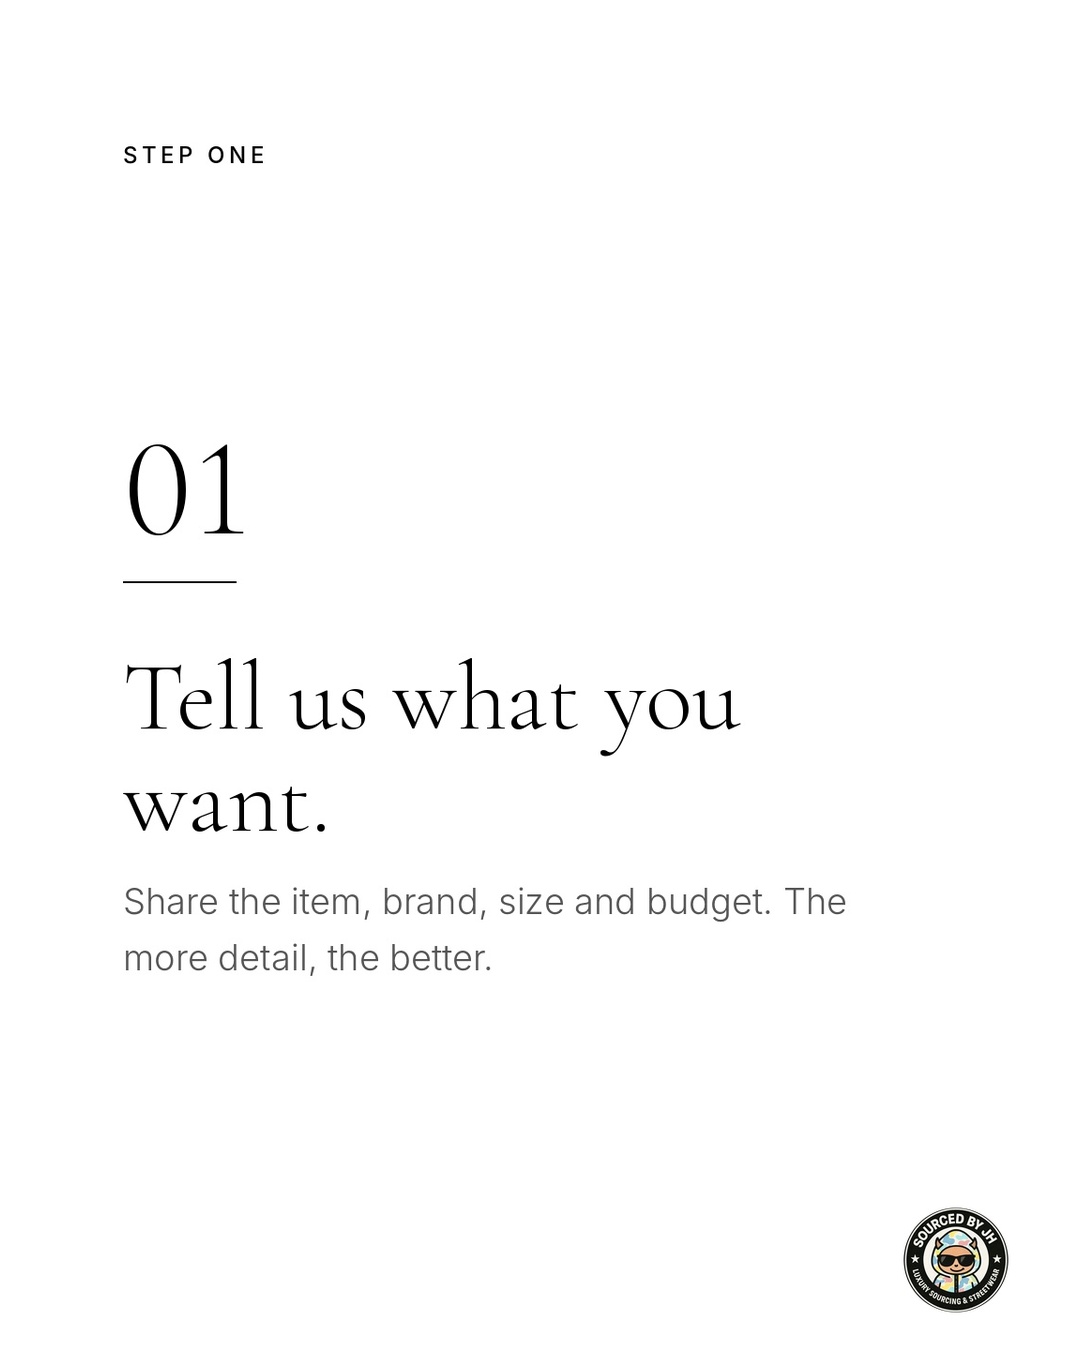 STEP ONE
01
Tell us what you
want.
Share the item, brand, size and budget. The
more detail, the better.
SOURCED BY JH
LUXURY SOURCING & STREETWEAR